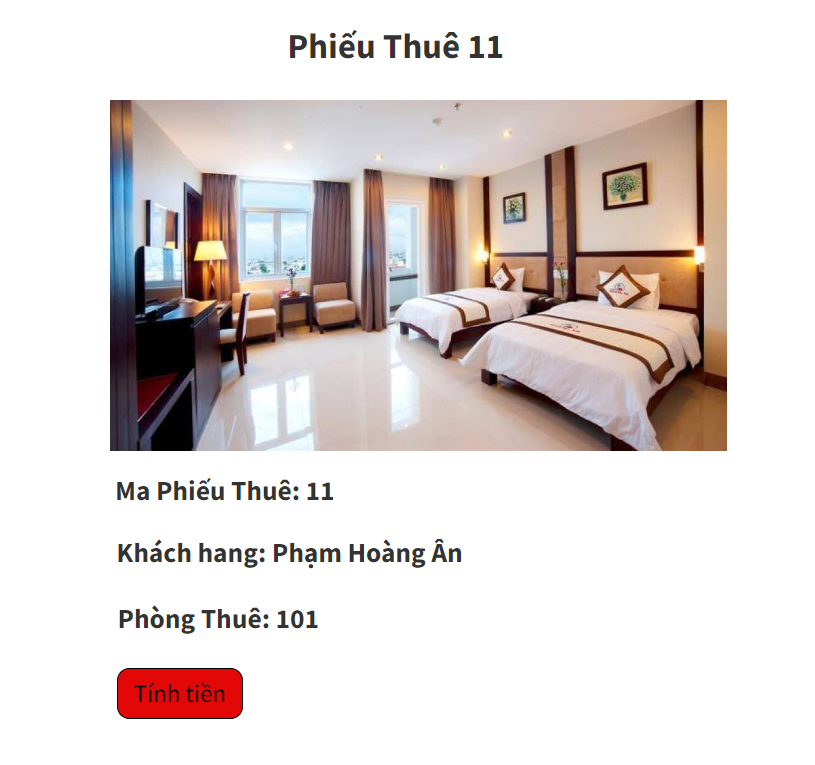 Phiếu Thuê 11
Ma Phiếu Thuê: 11
Khách hang: Phạm Hoàng Ân
Phòng Thuê: 101
Tính tiền